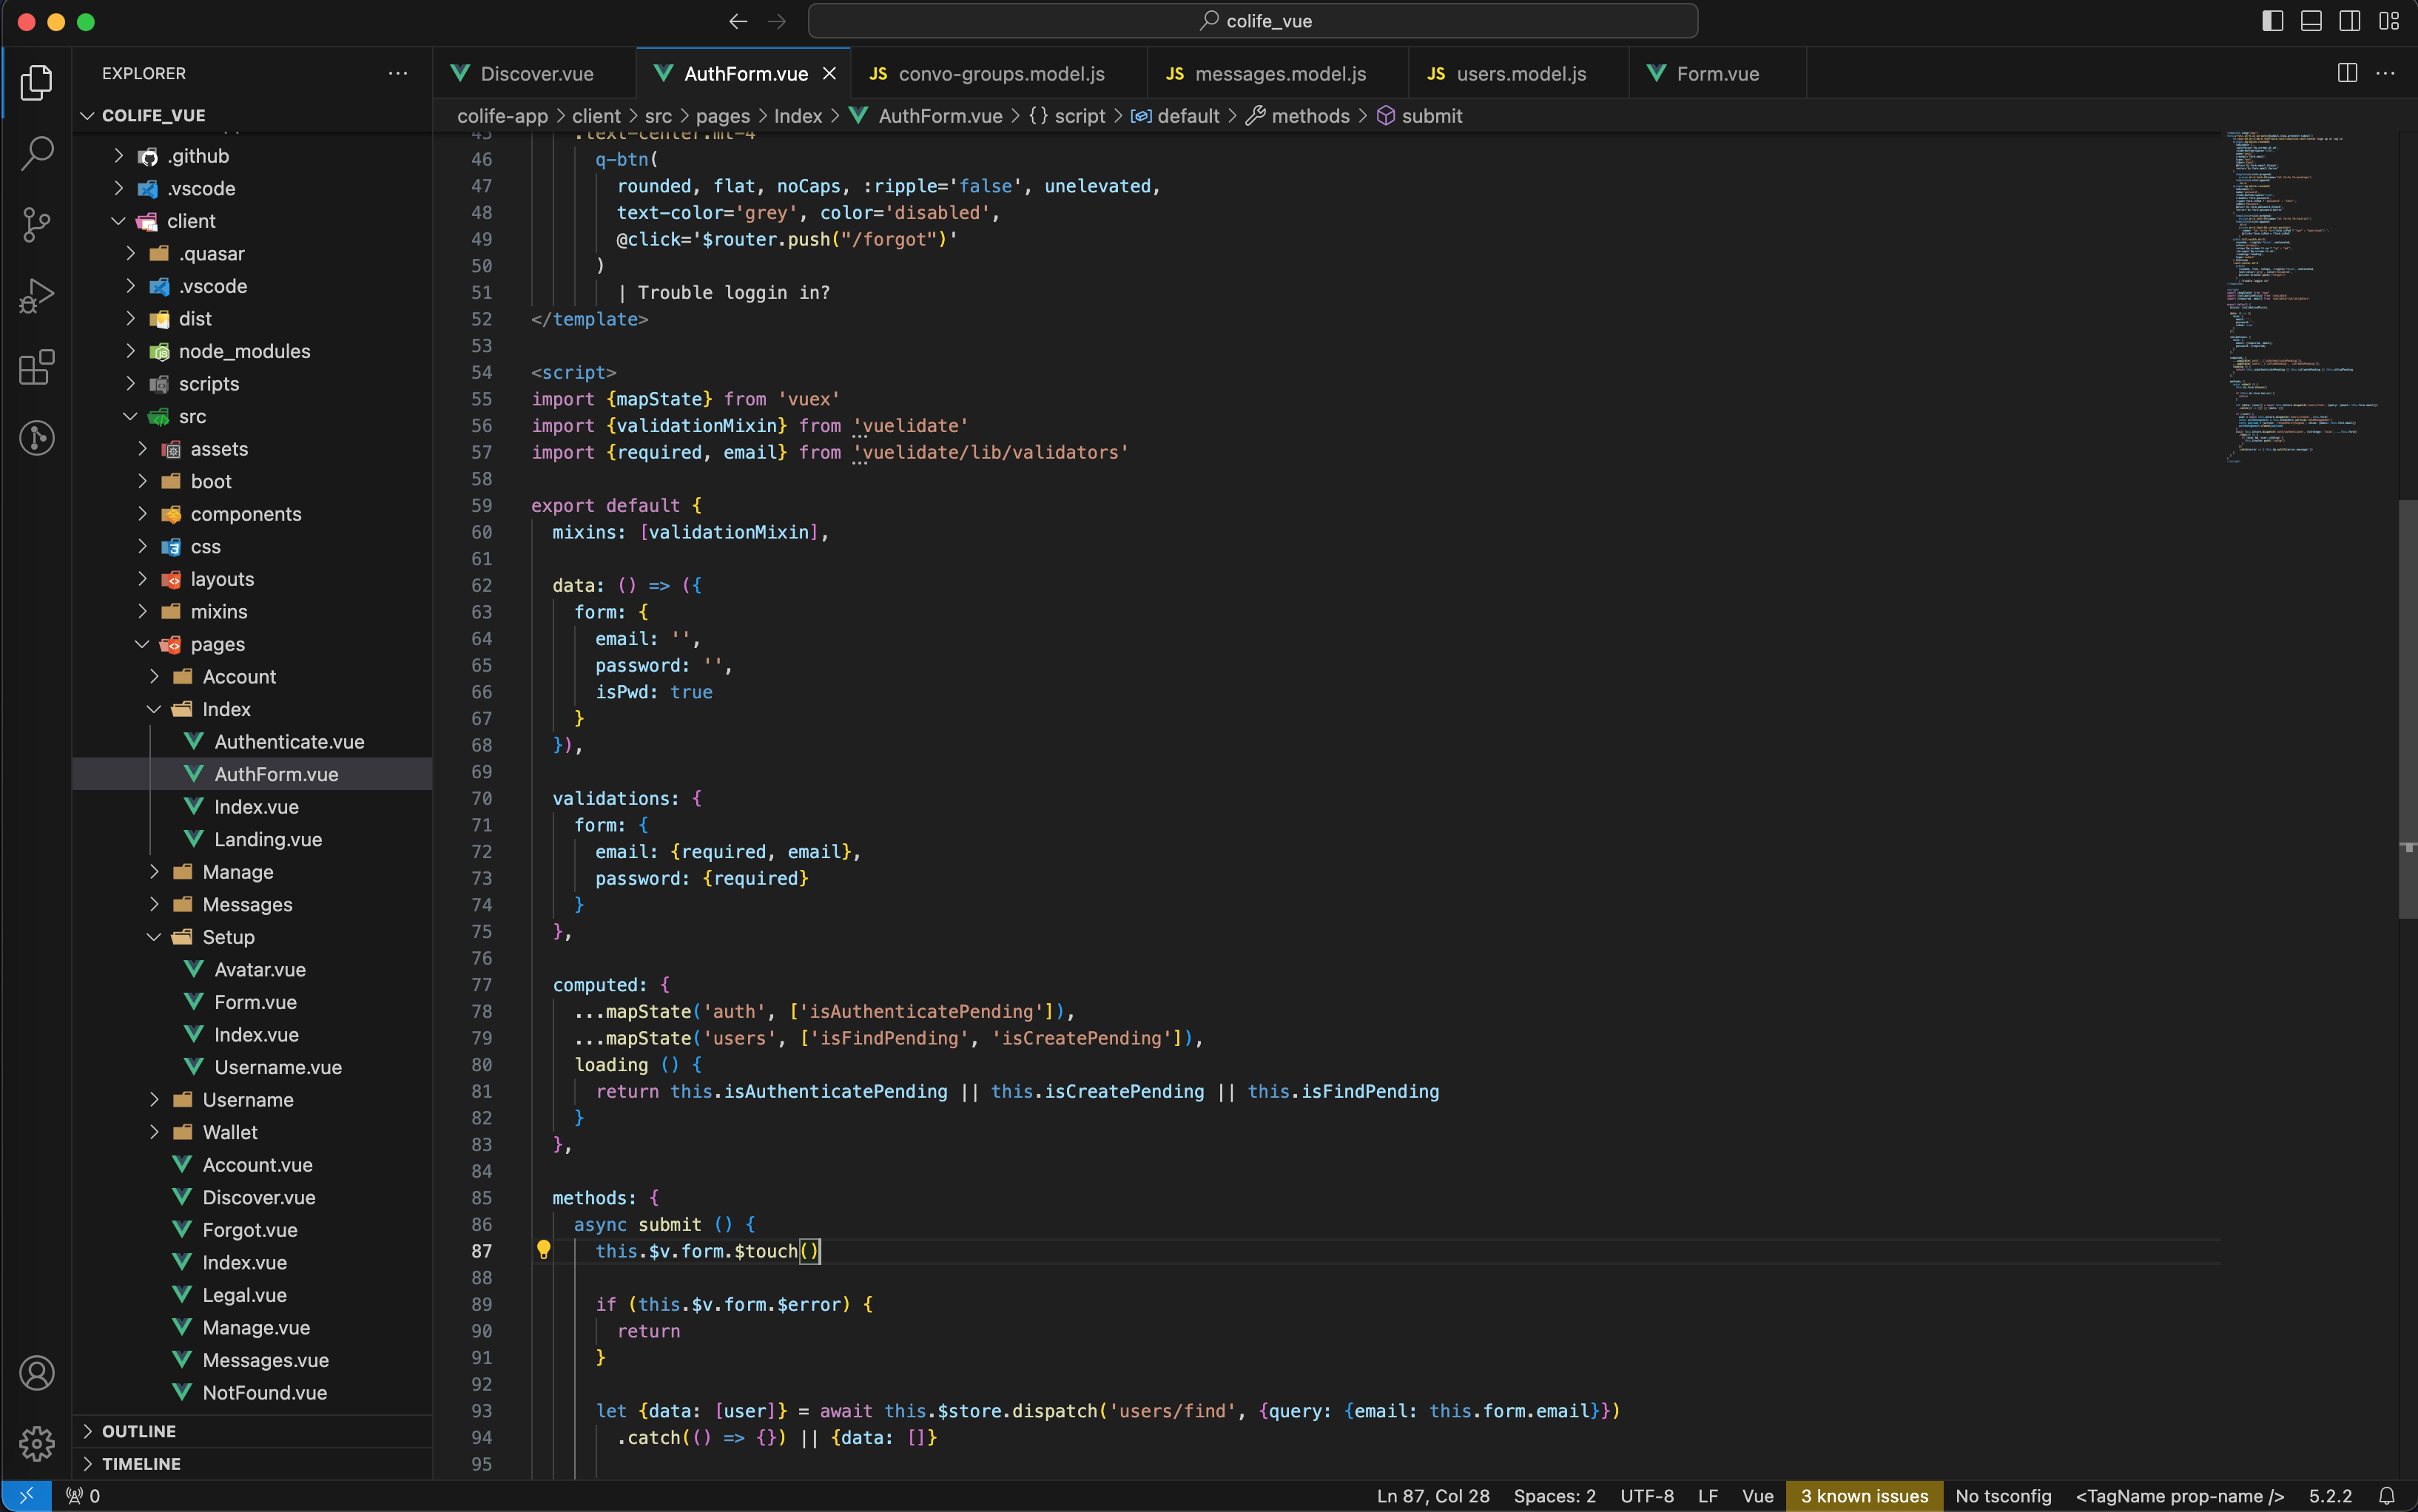 colife_vue
EXPLORER
Discover.vue
AuthForm.vue
JS convo-groups.model.js
JS messages.model.js
JS users.model.js
Form.vue
COLIFE_VUE
colife-app > client > src > pages > Index > AuthForm.vue > {} script > default > methods > submit
.github
.vscode
client
.quasar
.vscode
dist
node_modules
scripts
src
assets
boot
components
css
layouts
mixins
pages
Account
Index
Authenticate.vue
AuthForm.vue
Index.vue
Landing.vue
Manage
Messages
Setup
Avatar.vue
Form.vue
Index.vue
Username.vue
Username
Wallet
Account.vue
Discover.vue
Forgot.vue
Index.vue
Legal.vue
Manage.vue
Messages.vue
NotFound.vue
OUTLINE
TIMELINE
45 .text-center.mt-4
46 q-btn(
47 rounded, flat, noCaps, :ripple='false', unelevated,
48 text-color='grey', color='disabled',
49 @click='$router.push("/forgot")'
50 )
51 | Trouble loggin in?
52 </template>
53
54 <script>
55 import {mapState} from 'vuex'
56 import {validationMixin} from 'vuelidate'
57 import {required, email} from 'vuelidate/lib/validators'
58
59 export default {
60 mixins: [validationMixin],
61
62 data: () => ({
63 form: {
64 email: '',
65 password: '',
66 isPwd: true
67 }
68 }),
69
70 validations: {
71 form: {
72 email: {required, email},
73 password: {required}
74 }
75 },
76
77 computed: {
78 ...mapState('auth', ['isAuthenticatePending']),
79 ...mapState('users', ['isFindPending', 'isCreatePending']),
80 loading () {
81 return this.isAuthenticatePending || this.isCreatePending || this.isFindPending
82 }
83 },
84
85 methods: {
86 async submit () {
87 this.$v.form.$touch()
88
89 if (this.$v.form.$error) {
90 return
91 }
92
93 let {data: [user]} = await this.$store.dispatch('users/find', {query: {email: this.form.email}})
94 .catch(() => {}) || {data: []}
95
0
Ln 87, Col 28
Spaces: 2
UTF-8
LF
Vue
3 known issues
No tsconfig
<TagName prop-name />
5.2.2